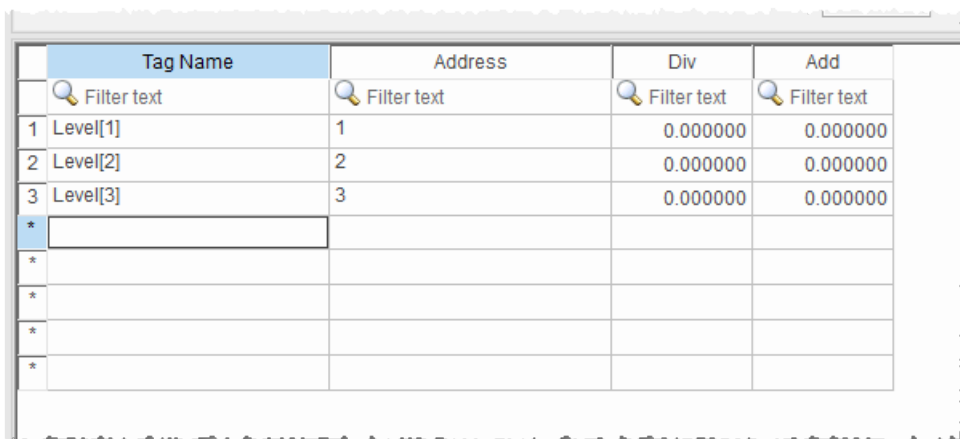 Tag Name Address Div Add
Filter text Filter text Filter text Filter text
1 Level[1] 1 0.000000 0.000000
2 Level[2] 2 0.000000 0.000000
3 Level[3] 3 0.000000 0.000000
*
*
*
*
*